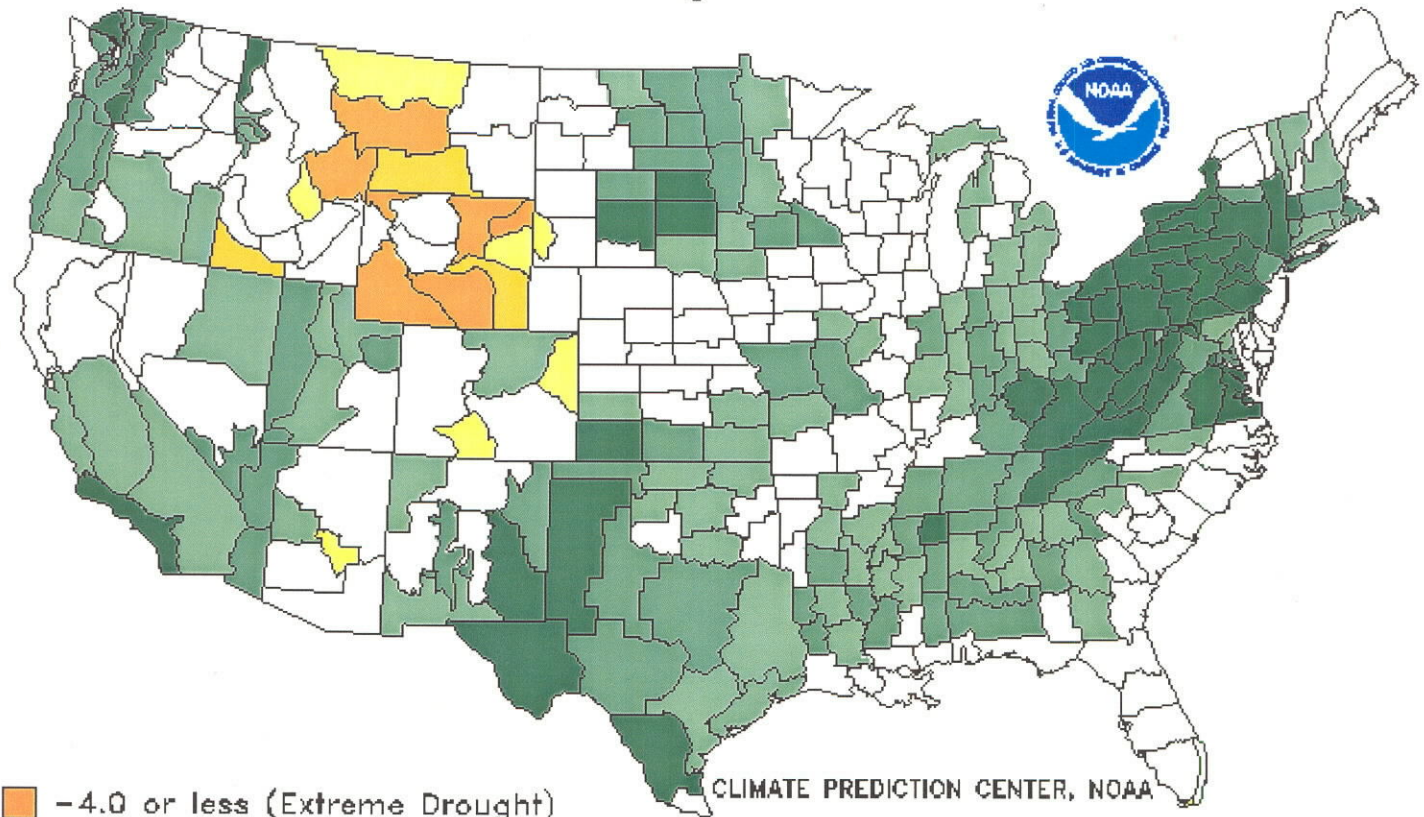 NOAA
CLIMATE PREDICTION CENTER, NOAA
-4.0 or less (Extreme Drought)